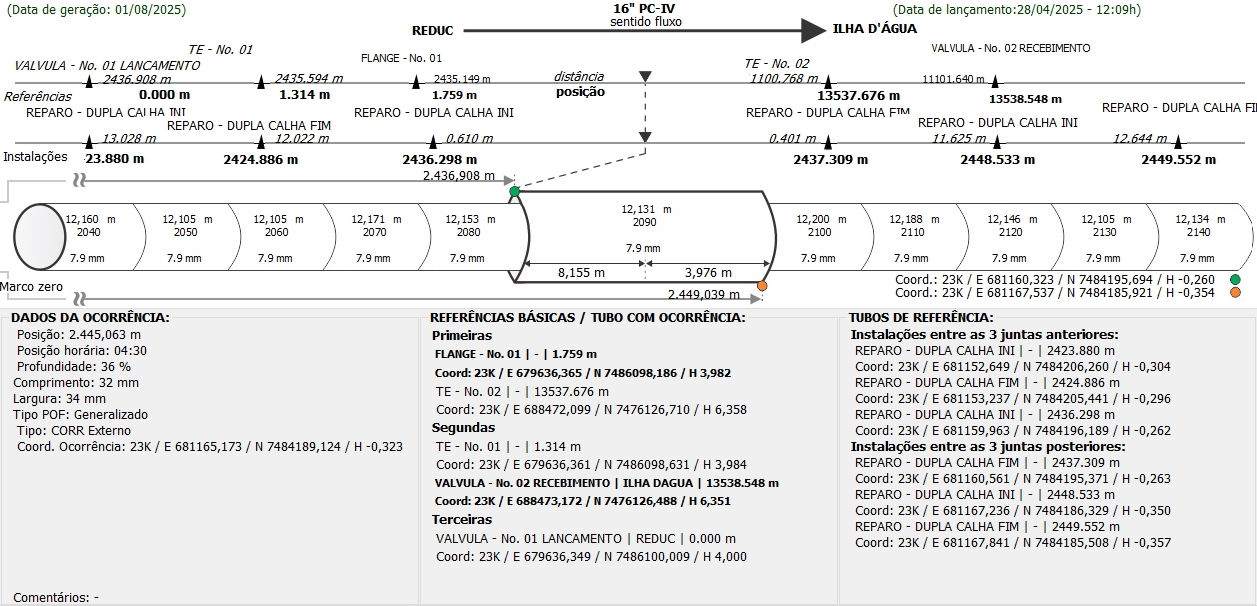 (Data de geração: 01/08/2025)
16" PC-IV
(Data de lançamento:28/04/2025 - 12:09h)
REDUC
sentido fluxo
ILHA D'ÁGUA
TE - No. 01
VALVULA - No. 02 RECEBIMENTO
FLANGE - No. 01
VALVULA - No. 01 LANCAMENTO
TE - No. 02
2436.908 m
2435.594 m
2435.149 m
distância
1100.768 m
11101.640 m
Referências
0.000 m
1.314 m
1.759 m
posição
13537.676 m
13538.548 m
REPARO - DUPLA CALHA INI
REPARO - DUPLA CALHA INI
REPARO - DUPLA CALHA FIM
REPARO - DUPLA CALHA FI
REPARO - DUPLA CALHA FIM
REPARO - DUPLA CALHA INI
13.028 m
12.022 m
0.610 m
0.401 m
11.625 m
12.644 m
Instalações
23.880 m
2424.886 m
2436.298 m
2437.309 m
2448.533 m
2449.552 m
2.436,908 m
12,160 m
12,105 m
12,105 m
12,171 m
12,153 m
12,131 m
12,200 m
12,188 m
12,146 m
12,105 m
12,134 m
2040
2050
2060
2070
2080
2090
2100
2110
2120
2130
2140
7.9 mm
7.9 mm
7.9 mm
7.9 mm
7.9 mm
7.9 mm
7.9 mm
7.9 mm
7.9 mm
7.9 mm
7.9 mm
8,155 m
3,976 m
Marco zero
2.449,039 m
Coord.: 23K / E 681160,323 / N 7484195,694 / H -0,260
Coord.: 23K / E 681167,537 / N 7484185,921 / H -0,354
DADOS DA OCORRÊNCIA:
Posição: 2.445,063 m
Posição horária: 04:30
Profundidade: 36 %
Comprimento: 32 mm
Largura: 34 mm
Tipo POF: Generalizado
Tipo: CORR Externo
Coord. Ocorrência: 23K / E 681165,173 / N 7484189,124 / H -0,323
Comentários: -
REFERÊNCIAS BÁSICAS / TUBO COM OCORRÊNCIA:
Primeiras
FLANGE - No. 01 | - | 1.759 m
Coord: 23K / E 679636,365 / N 7486098,186 / H 3,982
TE - No. 02 | - | 13537.676 m
Coord: 23K / E 688472,099 / N 7476126,710 / H 6,358
Segundas
TE - No. 01 | - | 1.314 m
Coord: 23K / E 679636,361 / N 7486098,631 / H 3,984
VALVULA - No. 02 RECEBIMENTO | ILHA DAGUA | 13538.548 m
Coord: 23K / E 688473,172 / N 7476126,488 / H 6,351
Terceiras
VALVULA - No. 01 LANCAMENTO | REDUC | 0.000 m
Coord: 23K / E 679636,349 / N 7486100,009 / H 4,000
TUBOS DE REFERÊNCIA:
Instalações entre as 3 juntas anteriores:
REPARO - DUPLA CALHA INI | - | 2423.880 m
Coord: 23K / E 681152,649 / N 7484206,260 / H -0,304
REPARO - DUPLA CALHA FIM | - | 2424.886 m
Coord: 23K / E 681153,237 / N 7484205,441 / H -0,296
REPARO - DUPLA CALHA INI | - | 2436.298 m
Coord: 23K / E 681159,963 / N 7484196,189 / H -0,262
Instalações entre as 3 juntas posteriores:
REPARO - DUPLA CALHA FIM | - | 2437.309 m
Coord: 23K / E 681160,561 / N 7484195,371 / H -0,263
REPARO - DUPLA CALHA INI | - | 2448.533 m
Coord: 23K / E 681167,236 / N 7484186,329 / H -0,350
REPARO - DUPLA CALHA FIM | - | 2449.552 m
Coord: 23K / E 681167,841 / N 7484185,508 / H -0,357